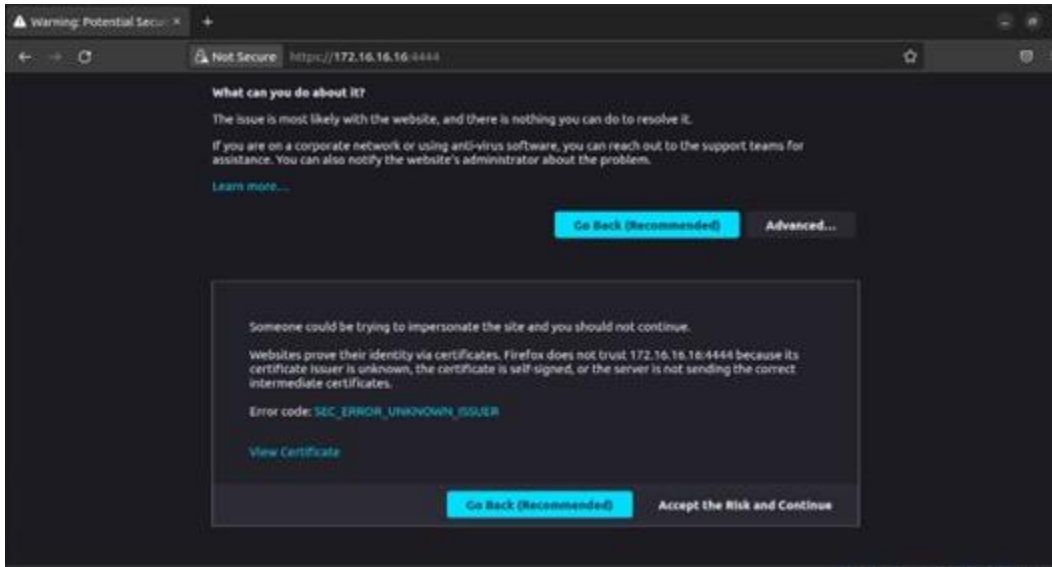 Warning: Potential Secu
Not Secure https://172.16.16.16:4444
What can you do about it?
The issue is most likely with the website, and there is nothing you can do to resolve it.
If you are on a corporate network or using anti-virus software, you can reach out to the support teams for
assistance. You can also notify the website's administrator about the problem.
Learn more...
Go Back (Recommended) Advanced...
Someone could be trying to impersonate the site and you should not continue.
Websites prove their identity via certificates. Firefox does not trust 172.16.16.16:4444 because its
certificate issuer is unknown, the certificate is self-signed, or the server is not sending the correct
intermediate certificates.
Error code: SEC_ERROR_UNKNOWN_ISSUER
View Certificate
Go Back (Recommended) Accept the Risk and Continue